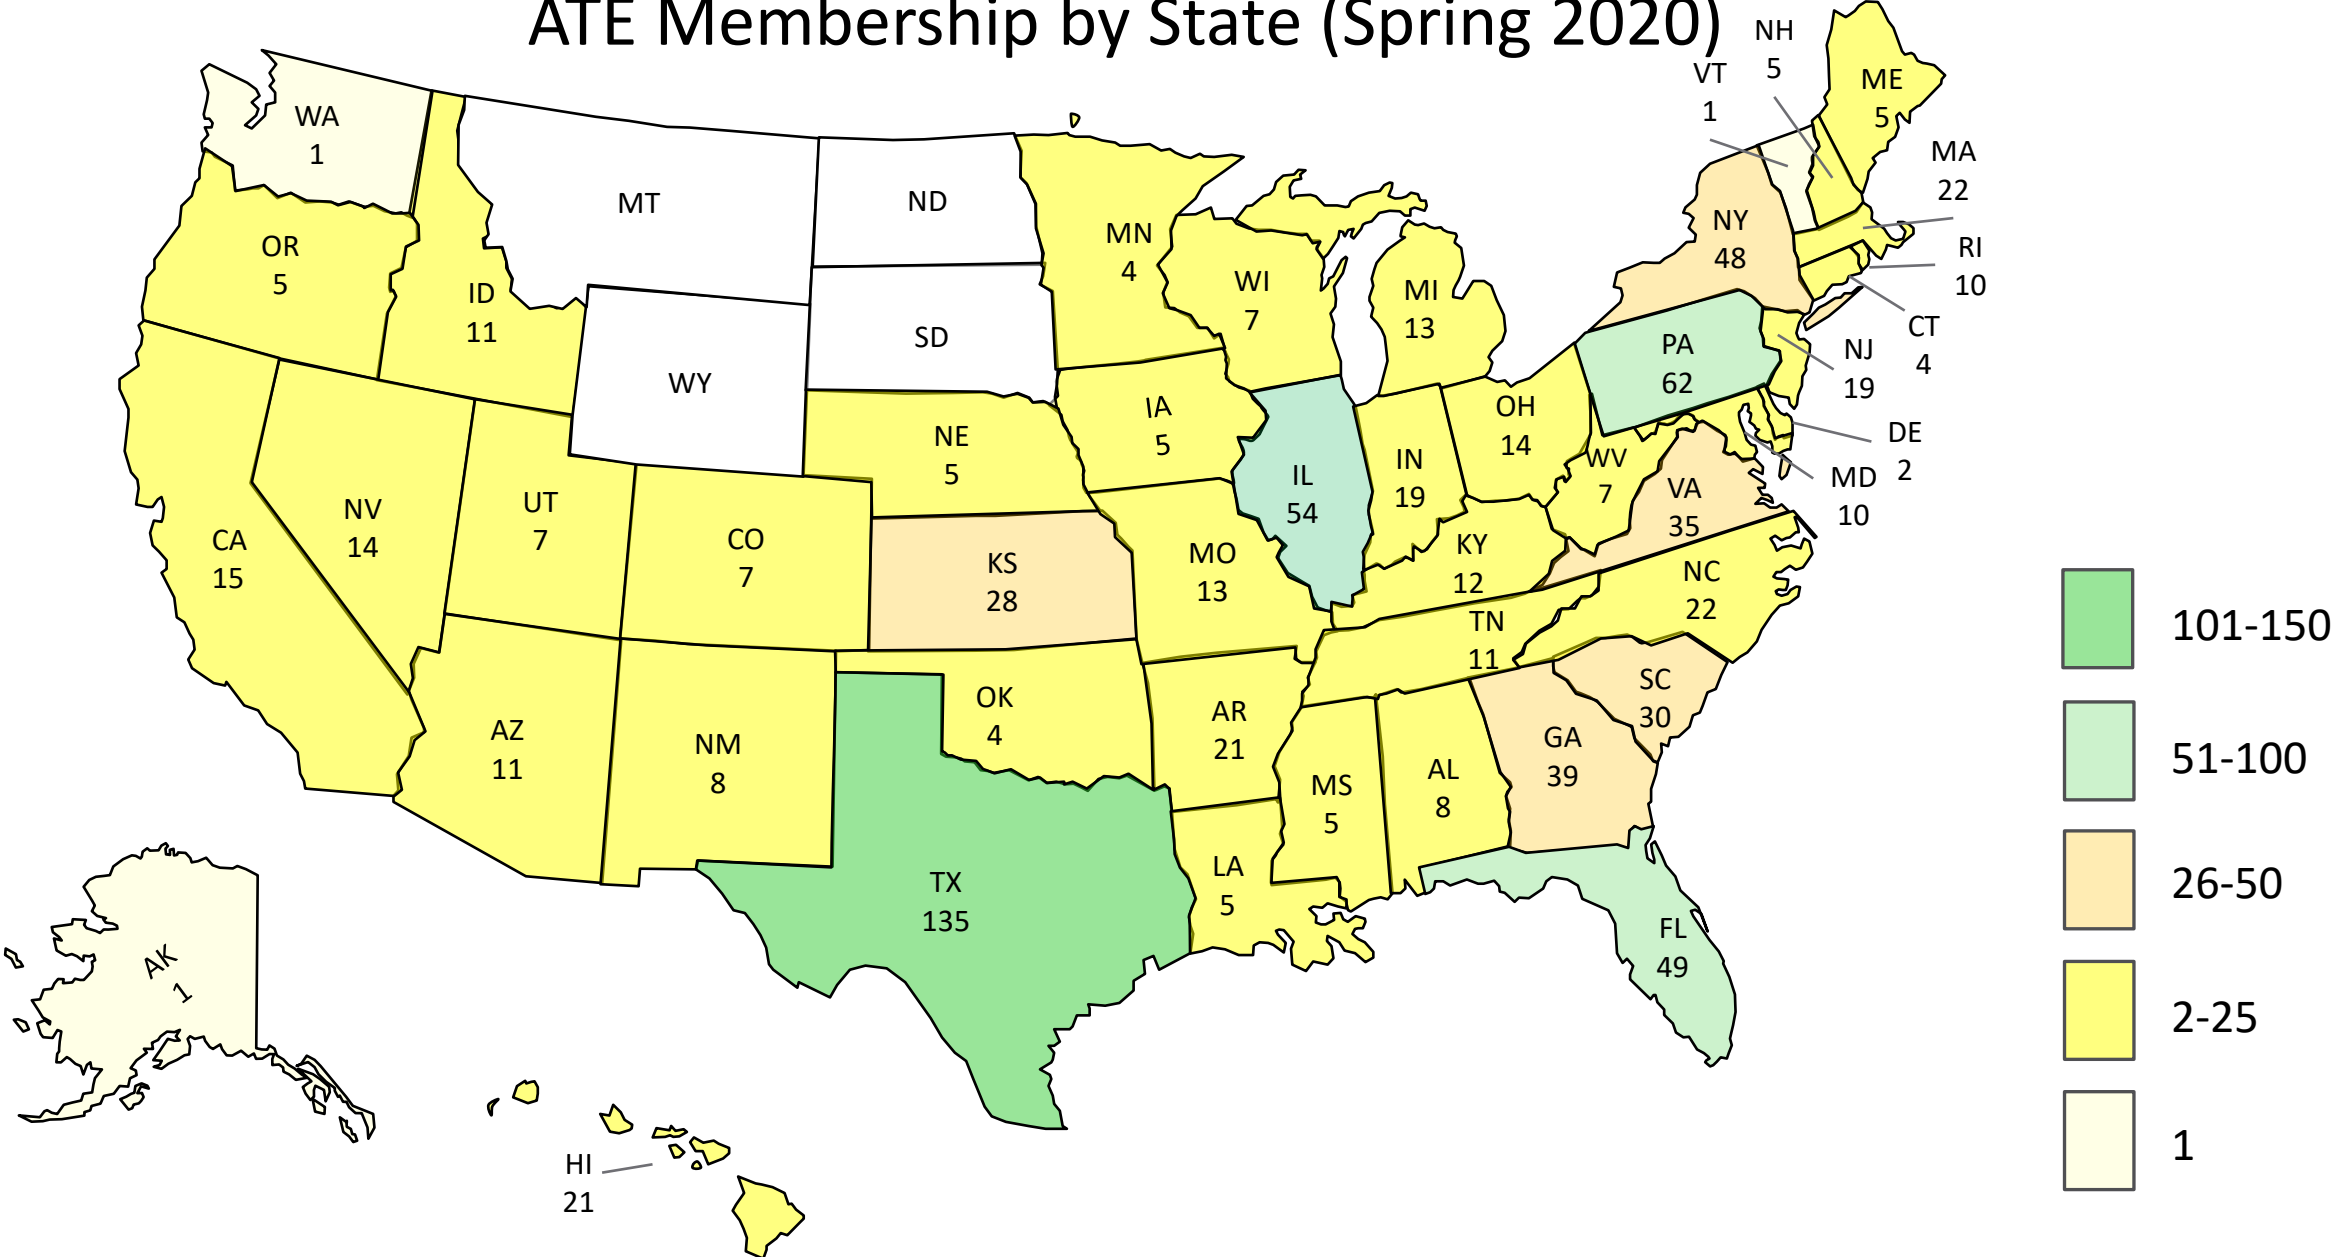 ATE Membership by State (Spring 2020)
NH
5
VT
1
ME
5
WA
1
MA
22
MT
ND
NY
48
MN
4
OR
5
RI
10
WI
7
ID
11
MI
13
SD
CT
4
PA
62
NJ
19
WY
IA
5
OH
14
NE
5
DE
2
WV
7
IN
19
MD
10
IL
54
VA
35
UT
7
NV
14
CA
15
CO
7
KY
12
MO
13
KS
28
NC
22
TN
11
101-150
SC
30
OK
4
AR
21
AZ
11
GA
39
NM
8
51-100
AL
8
MS
5
LA
5
TX
135
26-50
FL
49
AK
1
2-25
1
HI
21